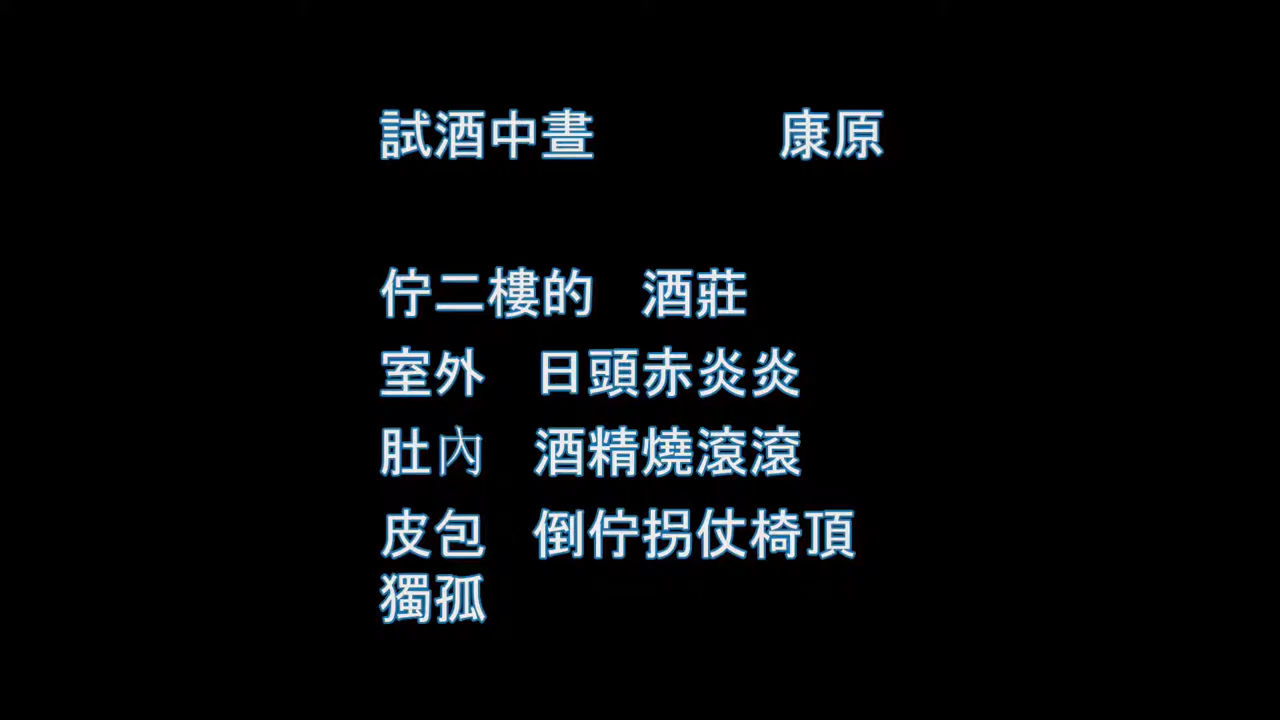 試酒中晝 康原
佇二樓的 酒莊
室外 日頭赤炎炎
肚內 酒精燒滾滾
皮包 倒佇拐仗椅頂
獨孤